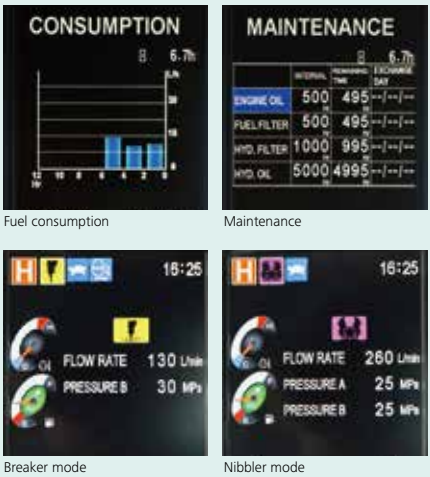 CONSUMPTION
6.7h
L/h
30
15
0
12 10 8 6 4 2 0
Hr
Fuel consumption
MAINTENANCE
6.7h
INTERVAL REMAINING TIME EXCHANGE DAY
ENGINE OIL 500 495 --/--/--
FUEL FILTER 500 495 --/--/--
HYD. FILTER 1000 995 --/--/--
HYD. OIL 5000 4995 --/--/--
Maintenance
H 16:25
FLOW RATE 130 L/min
PRESSURE B 30 MPa
Breaker mode
H 16:25
FLOW RATE 260 L/min
PRESSURE A 25 MPa
PRESSURE B 25 MPa
Nibbler mode